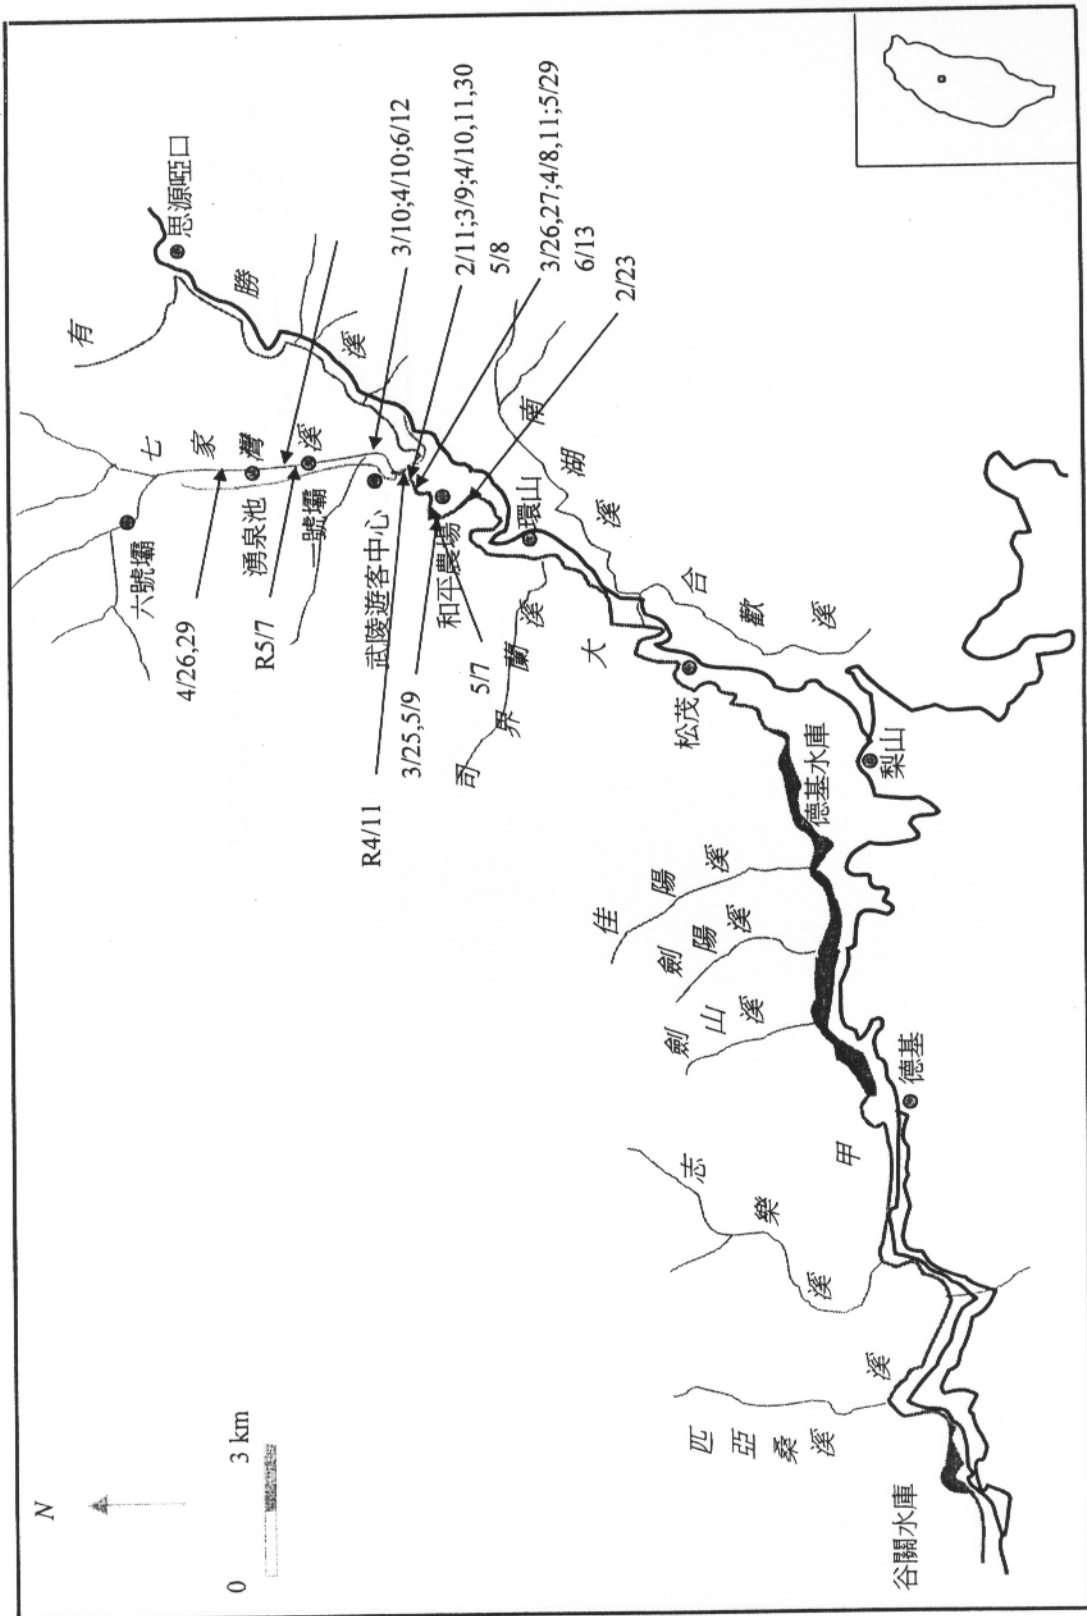 N
0 3 km
思源啞口
有勝溪
七家灣溪
六號壩
湧泉池
一號壩
4/26,29
R5/7
3/10;4/10;6/12
武陵遊客中心
2/11;3/9;4/10,11,30
5/8
3/26,27;4/8,11;5/29
6/13
2/23
R4/11
3/25,5/9
5/7
和平農場
環山
南湖溪
司界蘭溪
合歡溪
大甲溪
松茂
梨山
德基水庫
佳陽溪
劍陽溪
劍山溪
德基
志樂溪
匹亞桑溪
谷關水庫